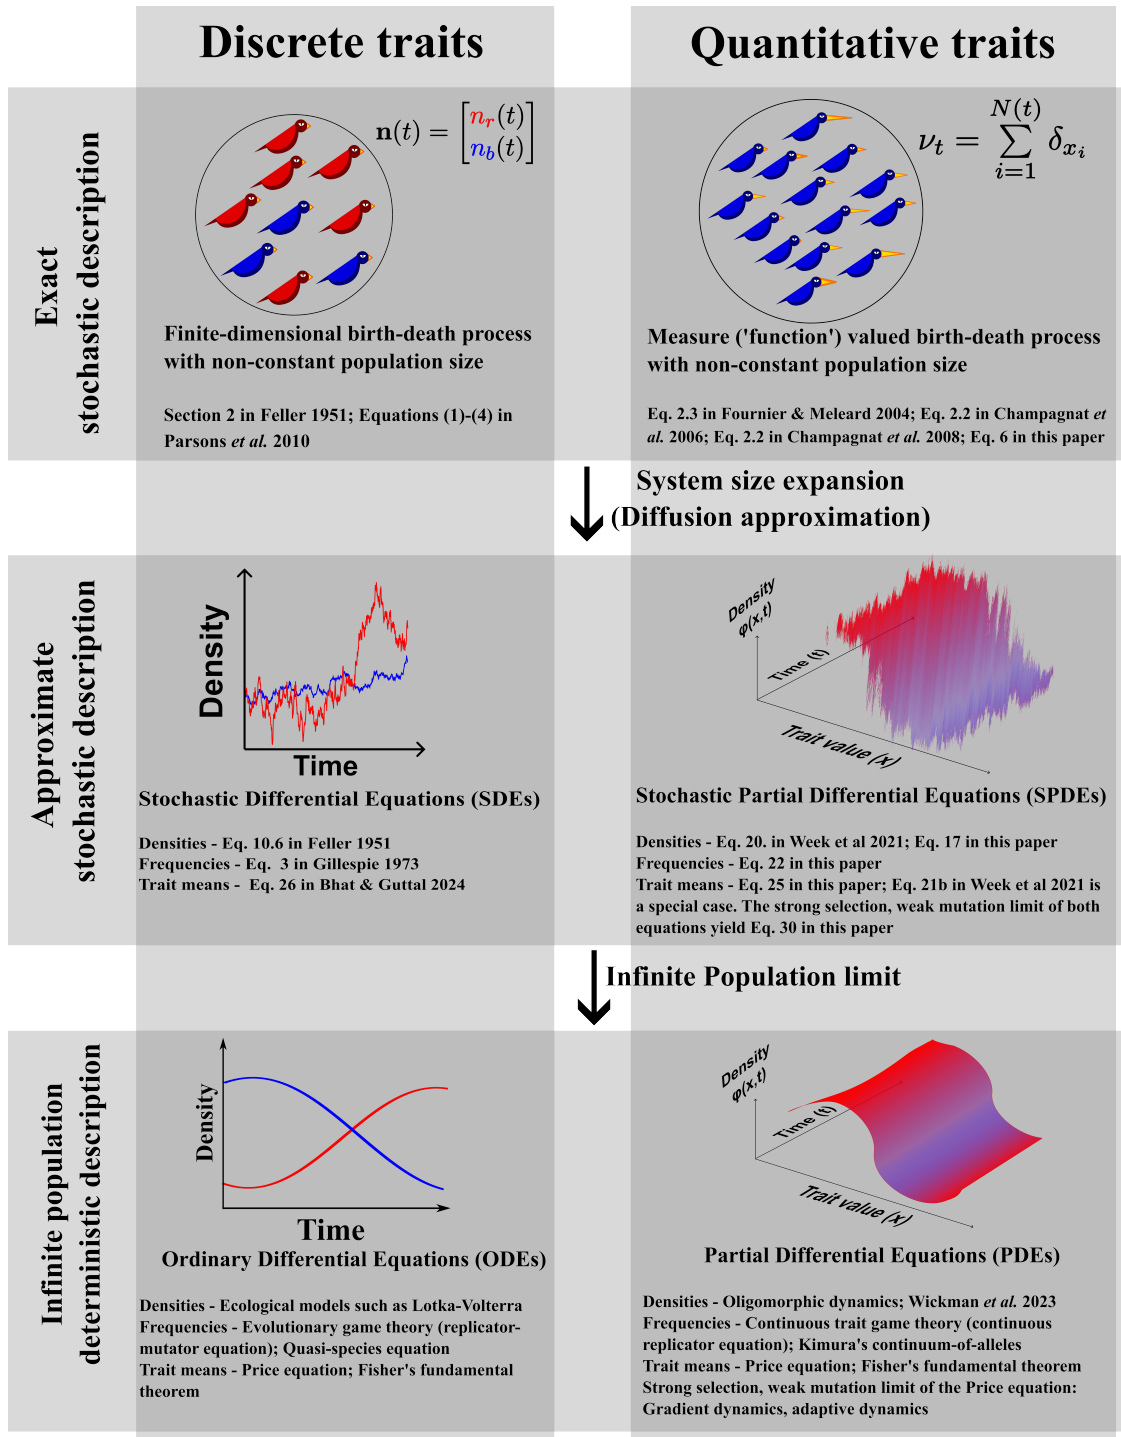 Discrete traits
Quantitative traits
Exact
stochastic description
n(t) = [n_r(t)
n_b(t)]
Finite-dimensional birth-death process
with non-constant population size
Section 2 in Feller 1951; Equations (1)-(4) in
Parsons et al. 2010
ν_t = ∑_{i=1}^{N(t)} δ_{x_i}
Measure ('function') valued birth-death process
with non-constant population size
Eq. 2.3 in Fournier & Meleard 2004; Eq. 2.2 in Champagnat et
al. 2006; Eq. 2.2 in Champagnat et al. 2008; Eq. 6 in this paper
System size expansion
(Diffusion approximation)
Approximate
stochastic description
Density
Time
Stochastic Differential Equations (SDEs)
Densities - Eq. 10.6 in Feller 1951
Frequencies - Eq.  3 in Gillespie 1973
Trait means -  Eq. 26 in Bhat & Guttal 2024
Density
φ(x,t)
Time (t)
Trait value (x)
Stochastic Partial Differential Equations (SPDEs)
Densities - Eq. 20. in Week et al 2021; Eq. 17 in this paper
Frequencies - Eq. 22 in this paper
Trait means - Eq. 25 in this paper; Eq. 21b in Week et al 2021 is
a special case. The strong selection, weak mutation limit of both
equations yield Eq. 30 in this paper
Infinite Population limit
Infinite population
deterministic description
Density
Time
Ordinary Differential Equations (ODEs)
Densities - Ecological models such as Lotka-Volterra
Frequencies - Evolutionary game theory (replicator-
mutator equation); Quasi-species equation
Trait means - Price equation; Fisher's fundamental
theorem
Density
φ(x,t)
Time (t)
Trait value (x)
Partial Differential Equations (PDEs)
Densities - Oligomorphic dynamics; Wickman et al. 2023
Frequencies - Continuous trait game theory (continuous
replicator equation); Kimura's continuum-of-alleles
Trait means - Price equation; Fisher's fundamental theorem
Strong selection, weak mutation limit of the Price equation:
Gradient dynamics, adaptive dynamics